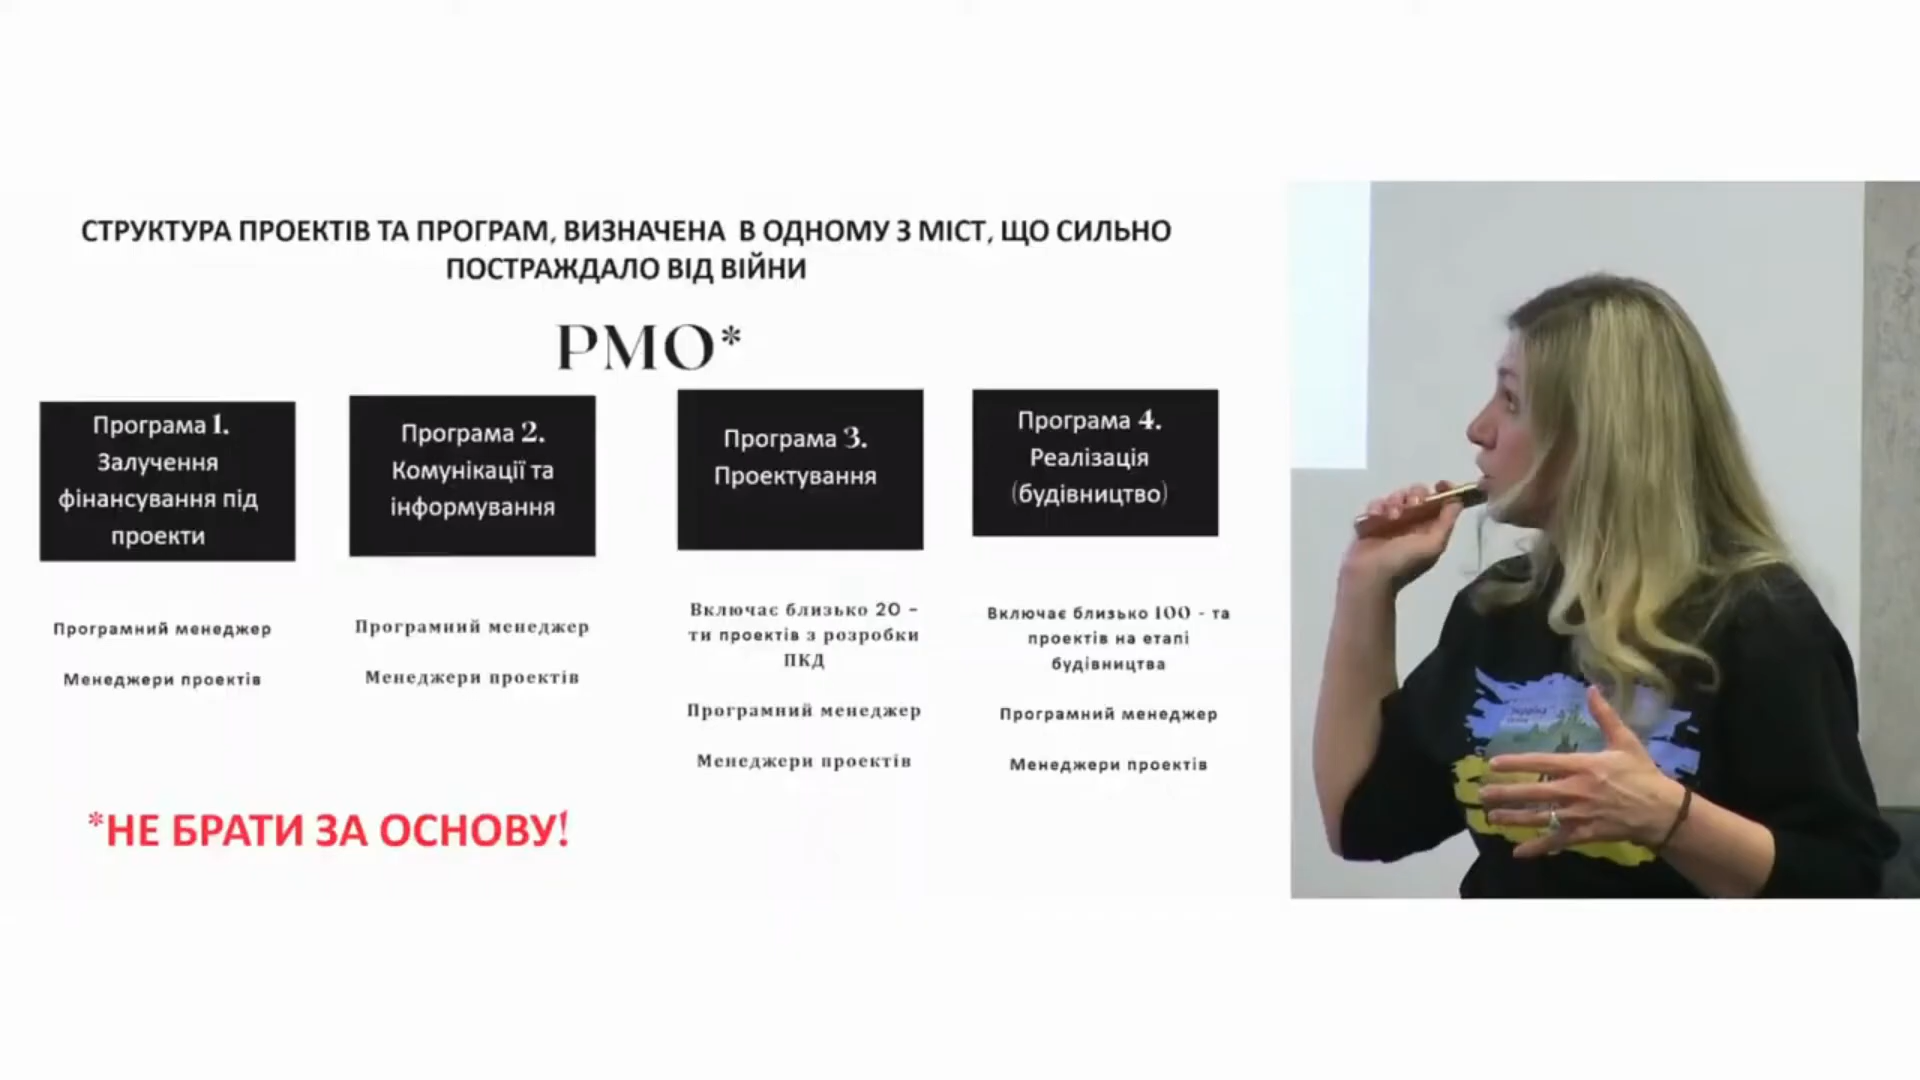 СТРУКТУРА ПРОЕКТІВ ТА ПРОГРАМ, ВИЗНАЧЕНА В ОДНОМУ З МІСТ, ЩО СИЛЬНО
ПОСТРАЖДАЛО ВІД ВІЙНИ
PMO*
Програма 1.
Залучення
фінансування під
проекти
Програмний менеджер
Менеджери проектів
Програма 2.
Комунікації та
інформування
Програмний менеджер
Менеджери проектів
Програма 3.
Проектування
Включає близько 20 -
ти проектів з розробки
ПКД
Програмний менеджер
Менеджери проектів
Програма 4.
Реалізація
(будівництво)
Включає близько 100 - та
проектів на етапі
будівництва
Програмний менеджер
Менеджери проектів
*НЕ БРАТИ ЗА ОСНОВУ!